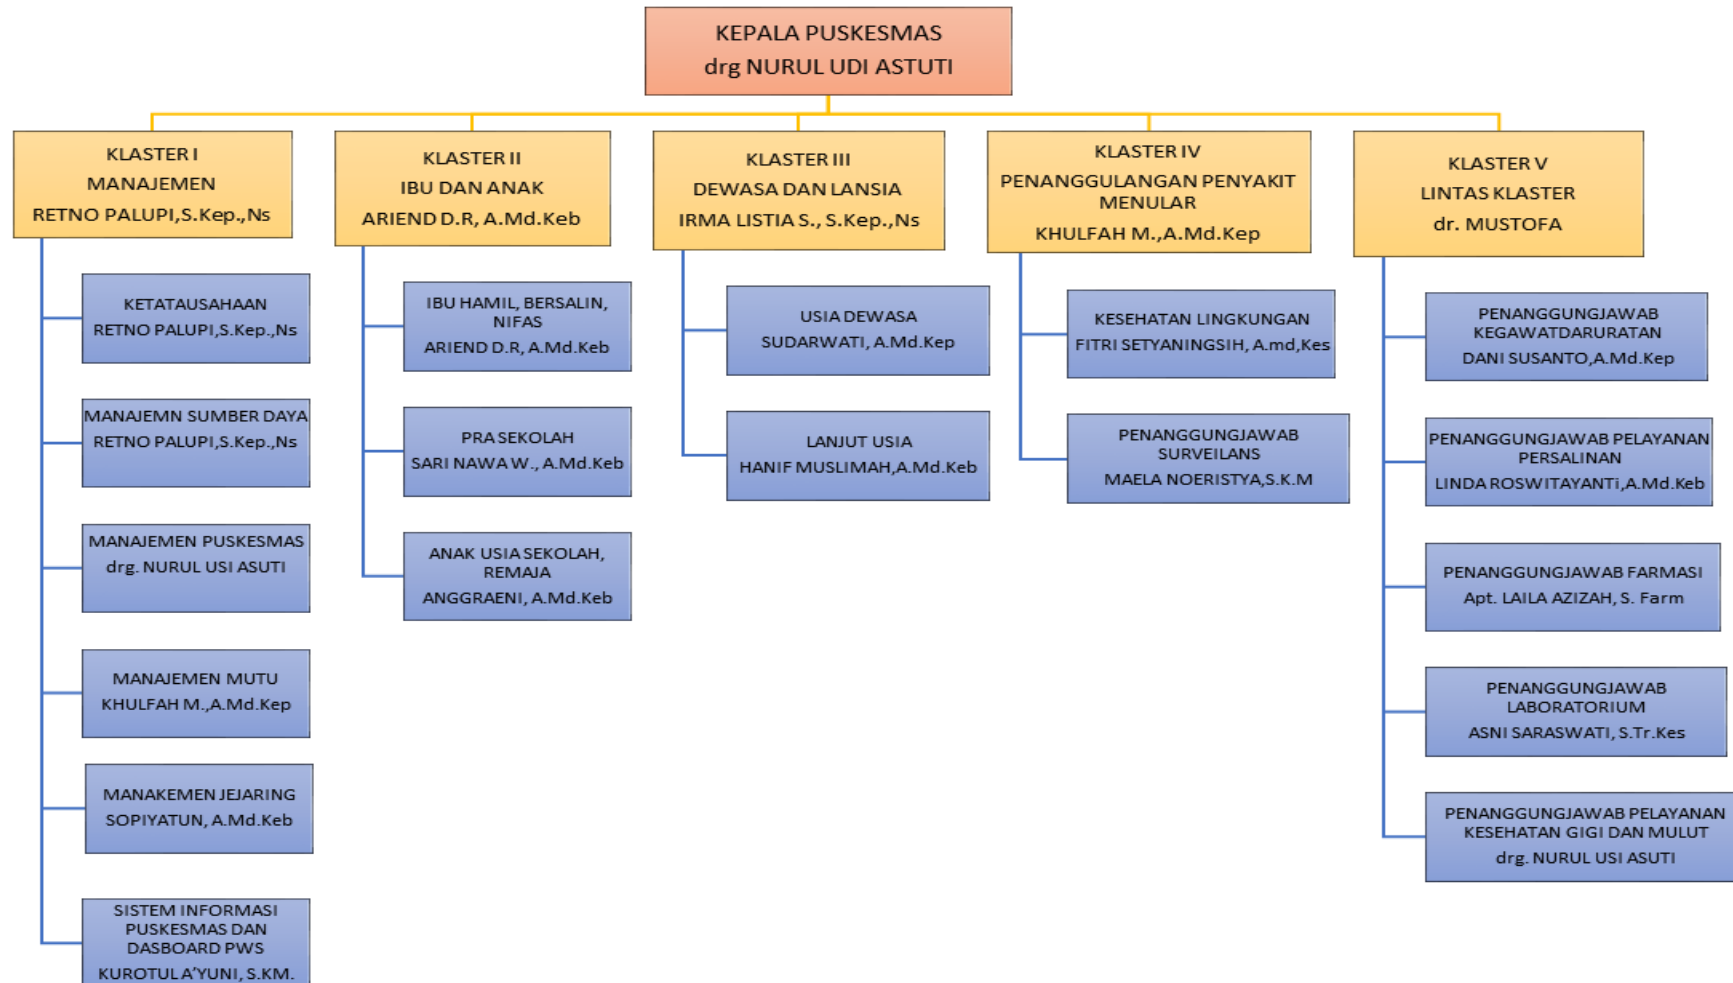 KEPALA PUSKESMAS
drg NURUL UDI ASTUTI
KLASTER I
MANAJEMEN
RETNO PALUPI,S.Kep.,Ns
KETATAUSAHAAN
RETNO PALUPI,S.Kep.,Ns
MANAJEMN SUMBER DAYA
RETNO PALUPI,S.Kep.,Ns
MANAJEMEN PUSKESMAS
drg. NURUL USI ASUTI
MANAJEMEN MUTU
KHULFAH M.,A.Md.Kep
MANAKEMEN JEJARING
SOPIYATUN, A.Md.Keb
SISTEM INFORMASI
PUSKESMAS DAN
DASBOARD PWS
KUROTUL A'YUNI, S.KM.
KLASTER II
IBU DAN ANAK
ARIEND D.R, A.Md.Keb
IBU HAMIL, BERSALIN,
NIFAS
ARIEND D.R, A.Md.Keb
PRA SEKOLAH
SARI NAWA W., A.Md.Keb
ANAK USIA SEKOLAH,
REMAJA
ANGGRAENI, A.Md.Keb
KLASTER III
DEWASA DAN LANSIA
IRMA LISTIA S., S.Kep.,Ns
USIA DEWASA
SUDARWATI, A.Md.Kep
LANJUT USIA
HANIF MUSLIMAH,A.Md.Keb
KLASTER IV
PENANGGULANGAN PENYAKIT
MENULAR
KHULFAH M.,A.Md.Kep
KESEHATAN LINGKUNGAN
FITRI SETYANINGSIH, A.md,Kes
PENANGGUNGJAWAB
SURVEILANS
MAELA NOERISTYA,S.K.M
KLASTER V
LINTAS KLASTER
dr. MUSTOFA
PENANGGUNGJAWAB
KEGAWATDARURATAN
DANI SUSANTO,A.Md.Kep
PENANGGUNGJAWAB PELAYANAN
PERSALINAN
LINDA ROSWITAYANTi,A.Md.Keb
PENANGGUNGJAWAB FARMASI
Apt. LAILA AZIZAH, S. Farm
PENANGGUNGJAWAB
LABORATORIUM
ASNI SARASWATI, S.Tr.Kes
PENANGGUNGJAWAB PELAYANAN
KESEHATAN GIGI DAN MULUT
drg. NURUL USI ASUTI